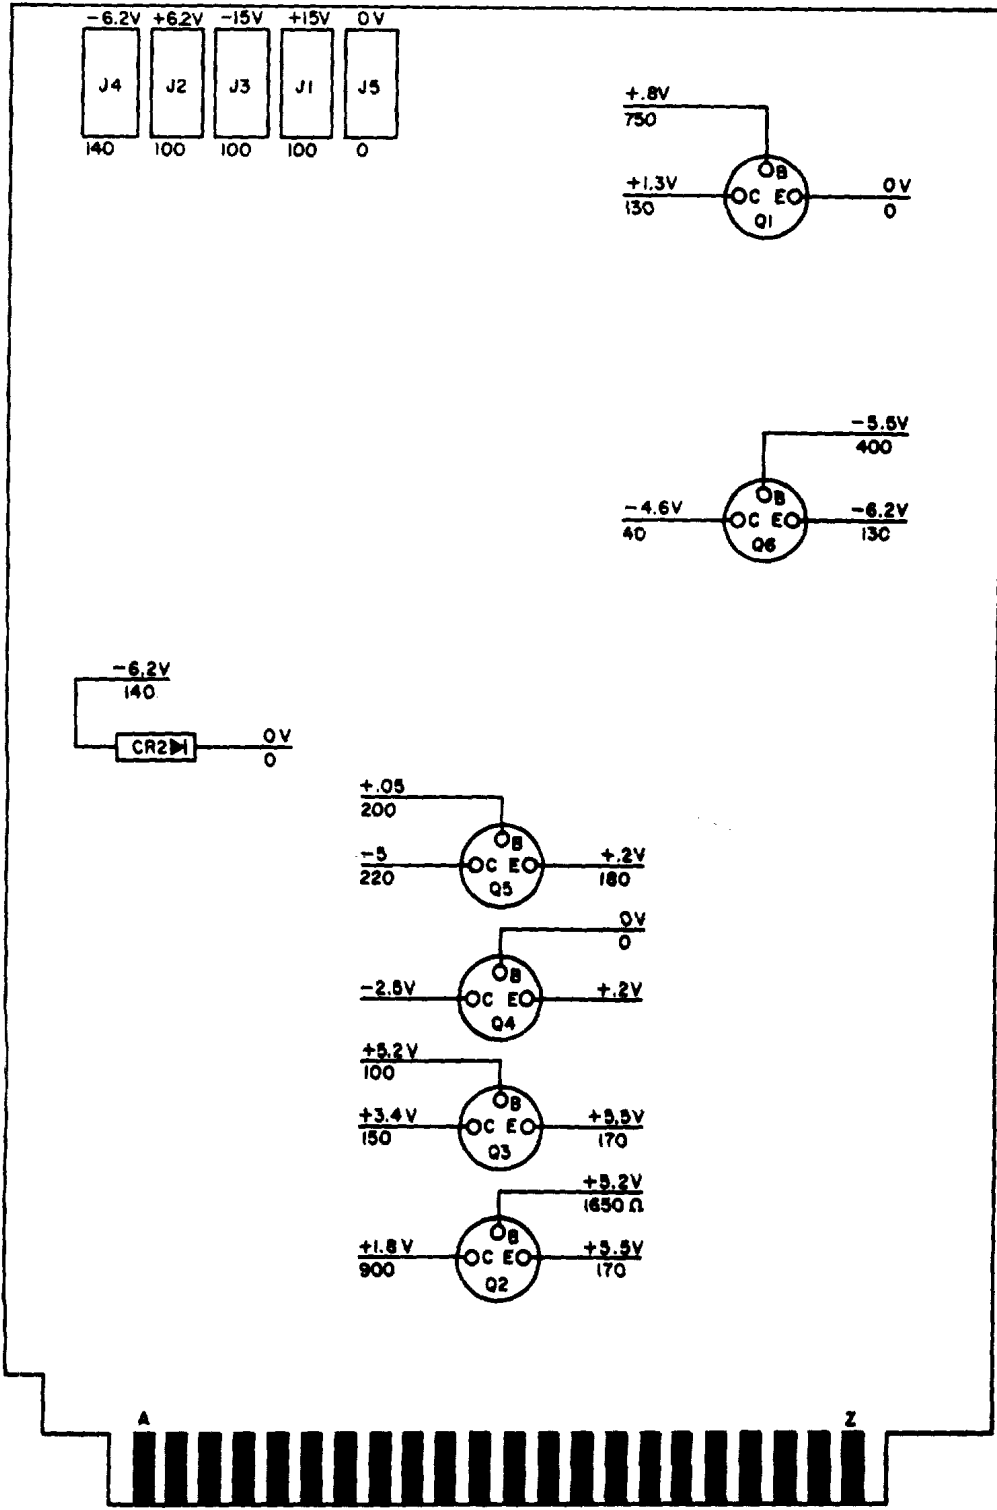 -6.2V +6.2V -15V +15V 0V
J4 J2 J3 J1 J5
140 100 100 100 0
+.8V
750
B
+1.3V
130
C E
0V
0
Q1
-5.5V
400
B
-4.6V
40
C E
-6.2V
130
Q6
-6.2V
140
CR2
0V
0
+.05
200
B
-5
220
C E
+.2V
180
Q5
0V
0
B
-2.5V
C E
+.2V
Q4
+5.2V
100
B
+3.4V
150
C E
+5.5V
170
Q3
+5.2V
1650 Ω
B
+1.8V
900
C E
+5.5V
170
Q2
A Z